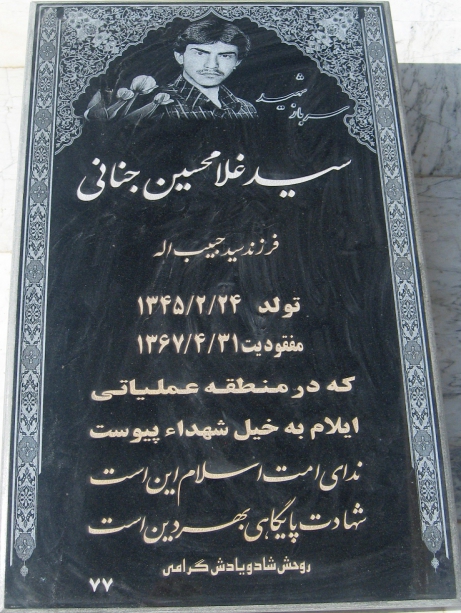 شهید
سرباز
سید غلامحسین جنانی
فرزند سید حبیب اله
تولد ۱۳۴۵/۲/۲۴
مفقودیت ۱۳۶۷/۴/۳۱
که در منطقه عملیاتی
ایلام به خیل شهداء پیوست
ندای امت اسلام این است
شهادت پایگاهی بهر دین است
روحش شاد و یادش گرامی
۷۷